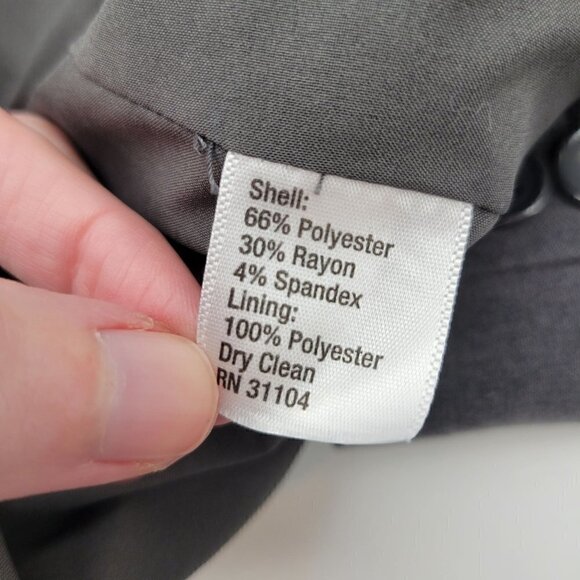 Shell:
66% Polyester
30% Rayon
4% Spandex
Lining:
100% Polyester
Dry Clean
RN 31104